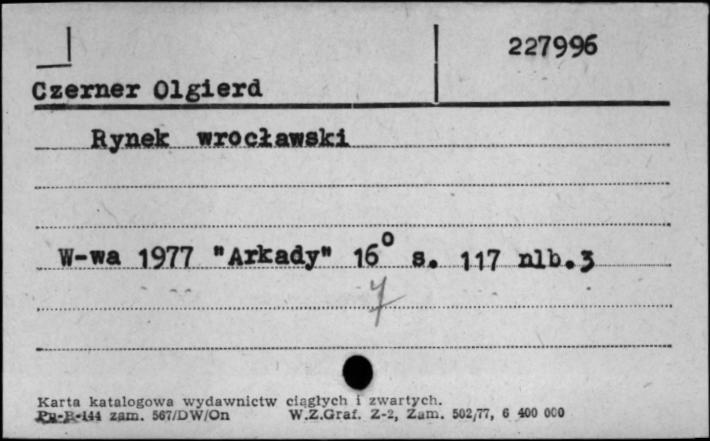 227996
Czerner Olgierd
Rynek wrocławski
W-wa 1977 "Arkady" 16° s. 117 nlb.3
7
Karta katalogowa wydawnictw ciągłych i zwartych.
Pu-B-144 zam. 567/DW/On W.Z.Graf. Z-2, Zam. 502/77, 6 400 000